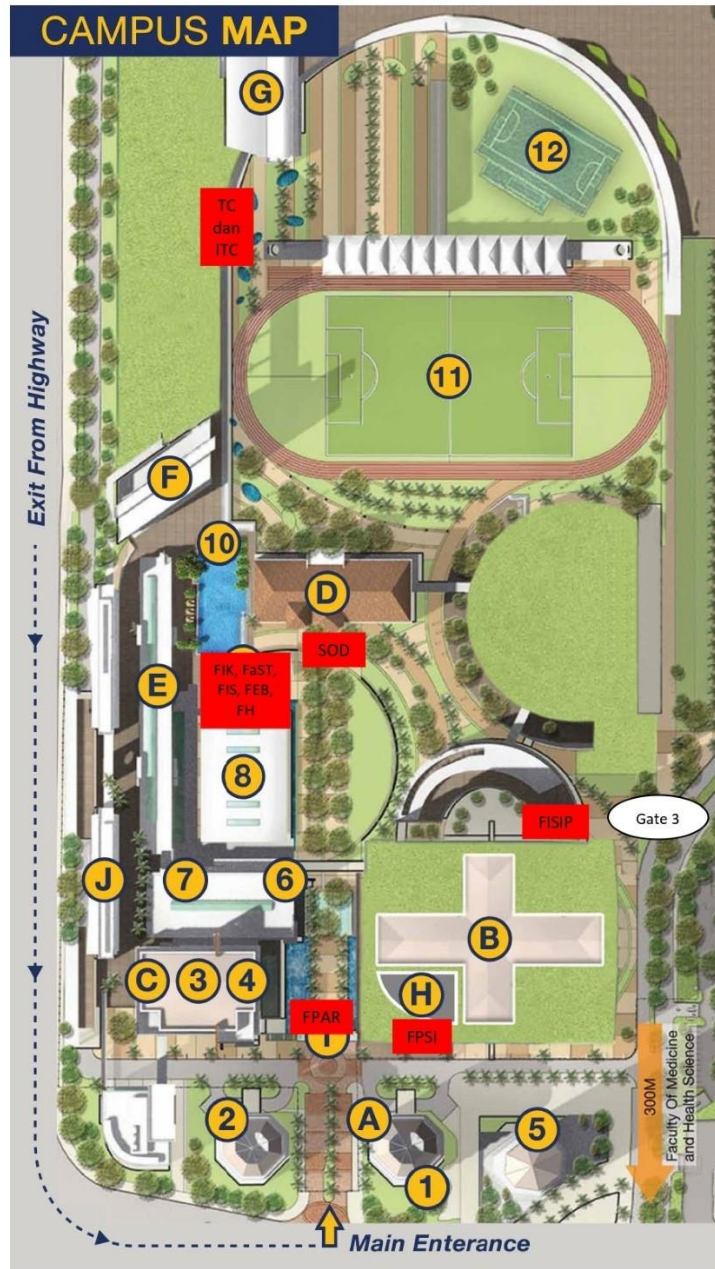 CAMPUS MAP
G
12
TC
dan
ITC
11
Exit From Highway
F
10
D
SOD
E
FIK, FaST,
FIS, FEB,
FH
8
FISIP
Gate 3
J
7
6
B
C
3
4
H
FPAR
FPSI
300M
Faculty Of Medicine
and Health Science
2
A
5
1
Main Enterance